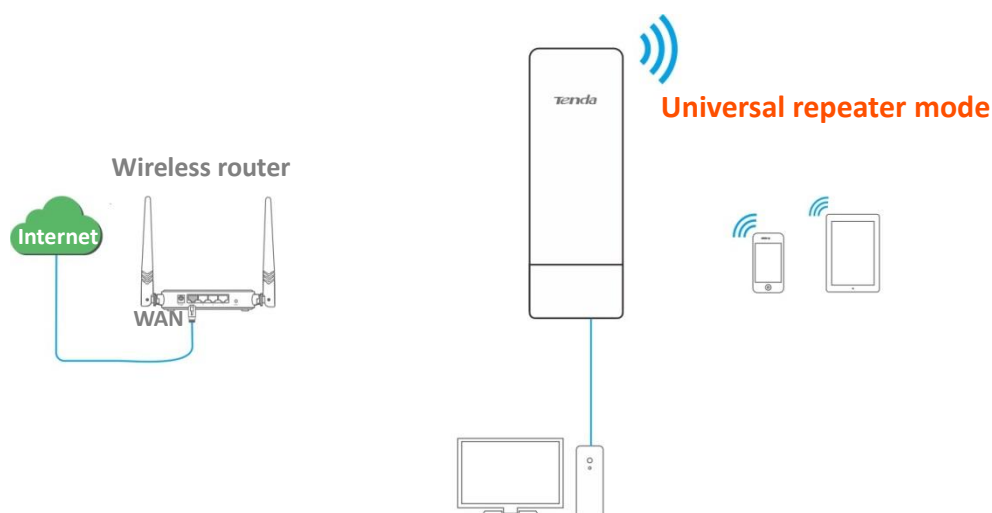 Tenda
Universal repeater mode
Wireless router
Internet
WAN